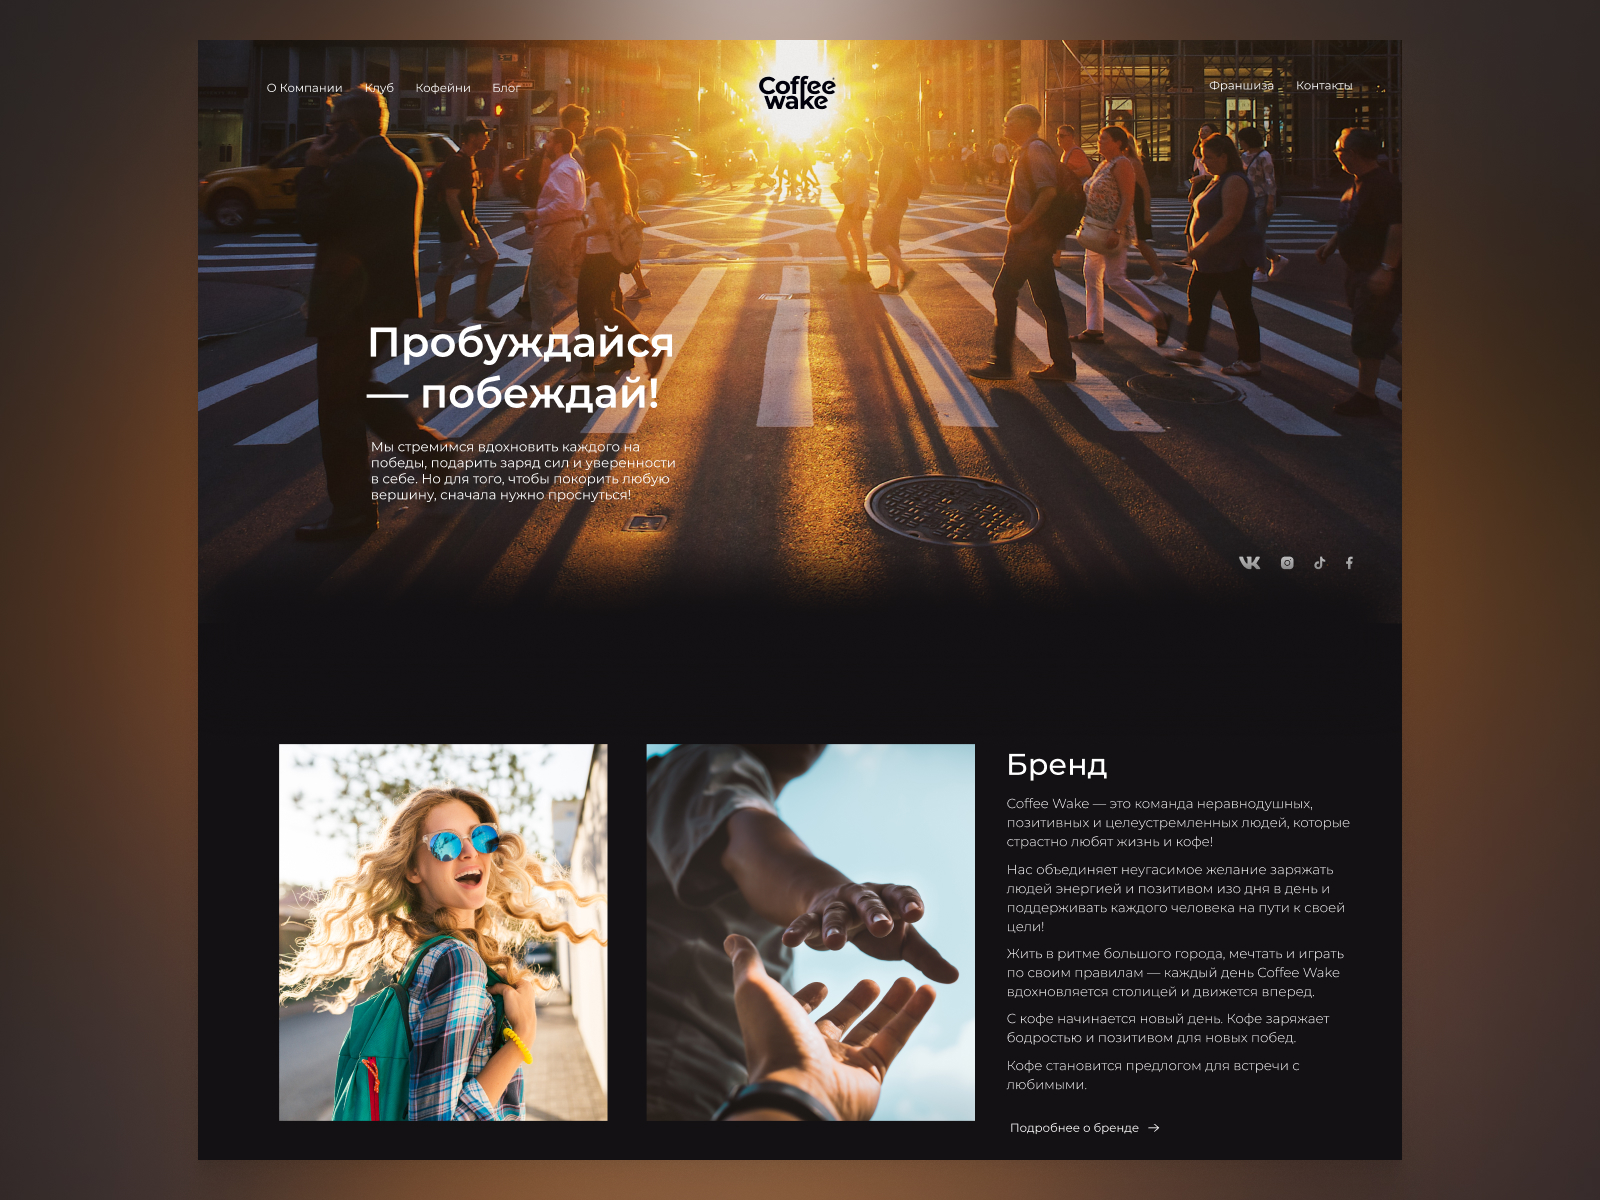 О Компании Клуб Кофейни Блог
Coffee
wake
Франшиза Контакты
Пробуждайся
— побеждай!
Мы стремимся вдохновить каждого на
победы, подарить заряд сил и уверенности
в себе. Но для того, чтобы покорить любую
вершину, сначала нужно проснуться!
Бренд
Coffee Wake — это команда неравнодушных,
позитивных и целеустремленных людей, которые
страстно любят жизнь и кофе!
Нас объединяет неугасимое желание заряжать
людей энергией и позитивом изо дня в день и
поддерживать каждого человека на пути к своей
цели!
Жить в ритме большого города, мечтать и играть
по своим правилам — каждый день Coffee Wake
вдохновляется столицей и движется вперед.
С кофе начинается новый день. Кофе заряжает
бодростью и позитивом для новых побед.
Кофе становится предлогом для встречи с
любимыми.
Подробнее о бренде →